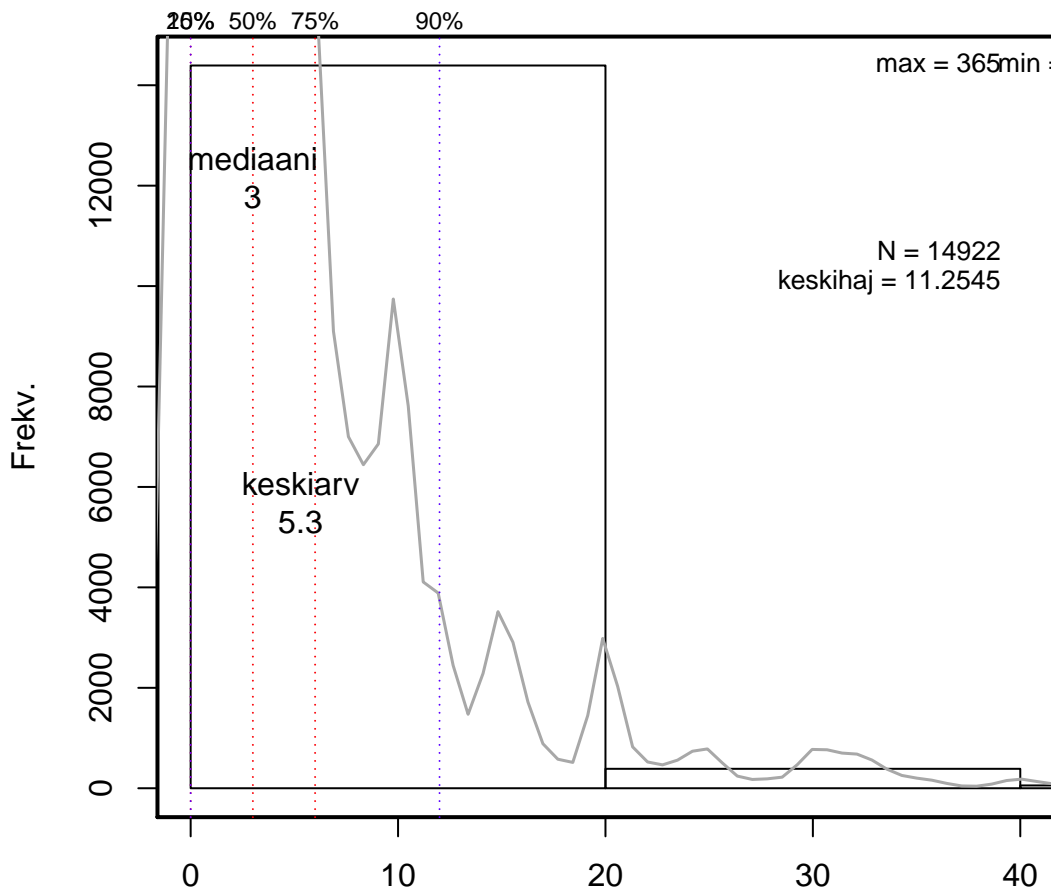 10% 25% 50% 75% 90%
max = 365 min =
mediaani
3
N = 14922
keskihaj = 11.2545
keskiarv
5.3
Frekv.
12000
8000
6000
4000
2000
0
0 10 20 30 40